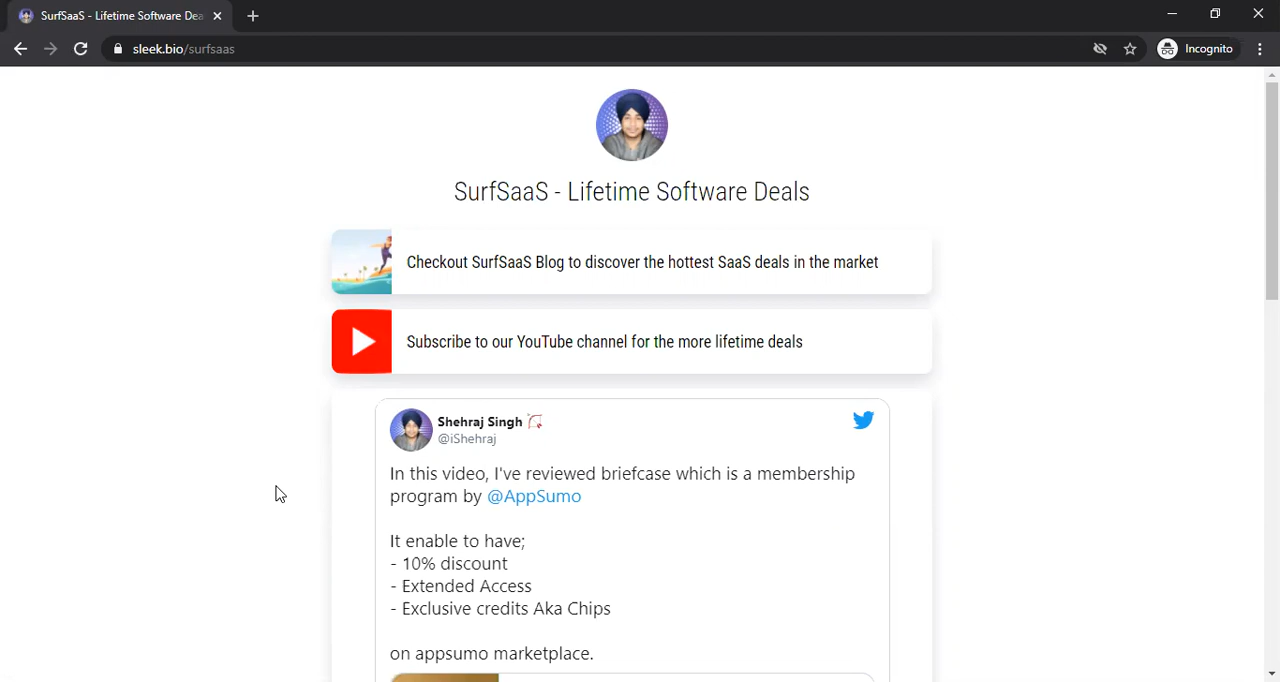 SurfSaaS - Lifetime Software Dea
sleek.bio/surfsaas
Incognito
SurfSaaS - Lifetime Software Deals
Checkout SurfSaaS Blog to discover the hottest SaaS deals in the market
Subscribe to our YouTube channel for the more lifetime deals
Shehraj Singh
@iShehraj
In this video, I've reviewed briefcase which is a membership
program by @AppSumo
It enable to have;
- 10% discount
- Extended Access
- Exclusive credits Aka Chips
on appsumo marketplace.